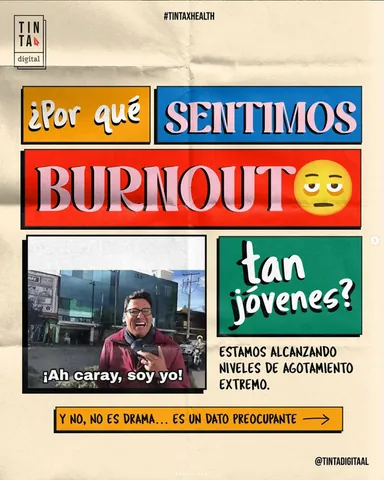 #TINTAXHEALTH
TIN
TA
digital
¿Por qué
SENTIMOS
BURNOUT
tan
jóvenes?
¡Ah caray, soy yo!
ESTAMOS ALCANZANDO
NIVELES DE AGOTAMIENTO
EXTREMO.
Y NO, NO ES DRAMA... ES UN DATO PREOCUPANTE
@TINTADIGITAAL